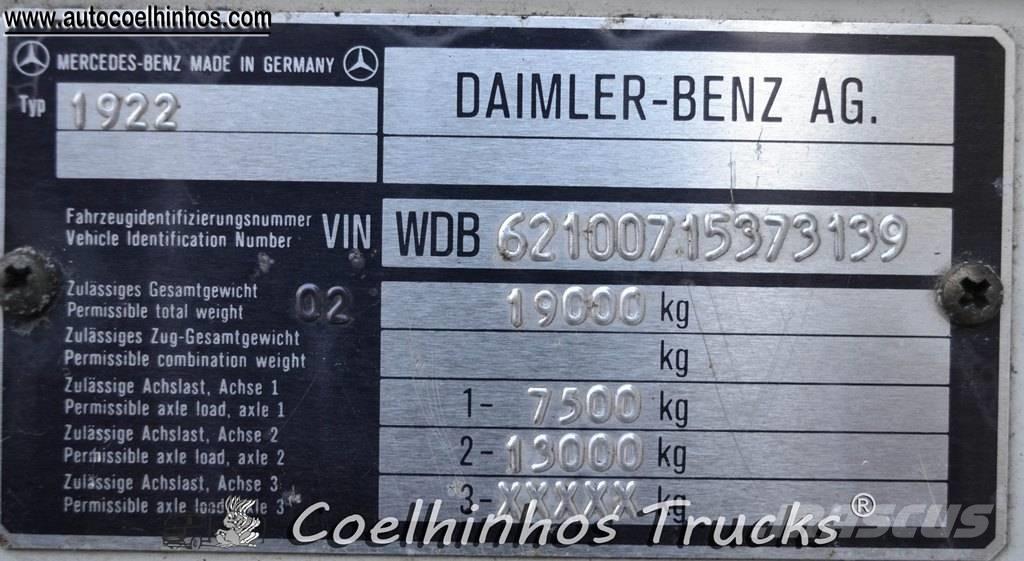 www.autocoelhinhos.com
MERCEDES-BENZ MADE IN GERMANY
Typ 1922
DAIMLER-BENZ AG.
Fahrzeugidentifizierungsnummer
Vehicle Identification Number
VIN WDB 62100715373139
Zulässiges Gesamtgewicht
Permissible total weight
02 19000 kg
Zulässiges Zug-Gesamtgewicht
Permissible combination weight
kg
Zulässige Achslast, Achse 1
Permissible axle load, axle 1
1- 7500 kg
Zulässige Achslast, Achse 2
Permissible axle load, axle 2
2- 13000 kg
Zulässige Achslast, Achse 3
Permissible axle load, axle 3
3- XXXXX kg
Coelhinhos Trucks ®